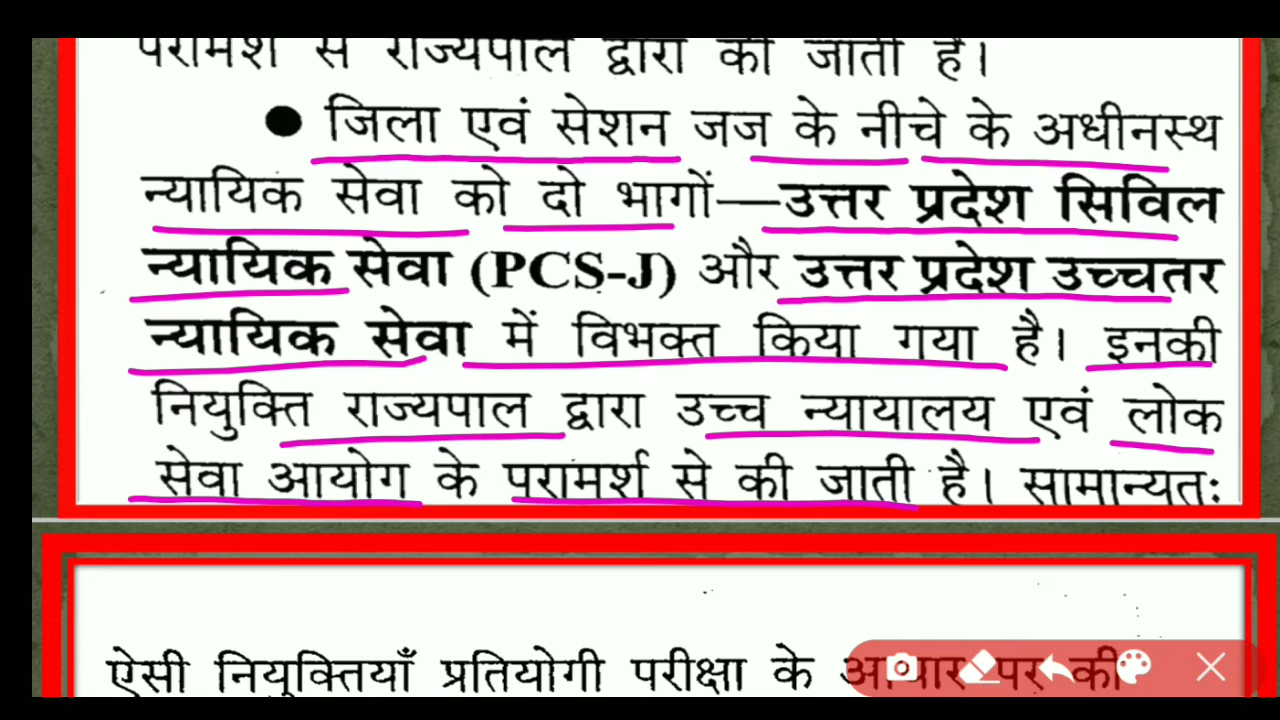 परामर्श से राज्यपाल द्वारा की जाती है।
● जिला एवं सेशन जज के नीचे के अधीनस्थ
न्यायिक सेवा को दो भागों—उत्तर प्रदेश सिविल
न्यायिक सेवा (PCS-J) और उत्तर प्रदेश उच्चतर
न्यायिक सेवा में विभक्त किया गया है। इनकी
नियुक्ति राज्यपाल द्वारा उच्च न्यायालय एवं लोक
सेवा आयोग के परामर्श से की जाती है। सामान्यतः
ऐसी नियुक्तियाँ प्रतियोगी परीक्षा के आधार पर की